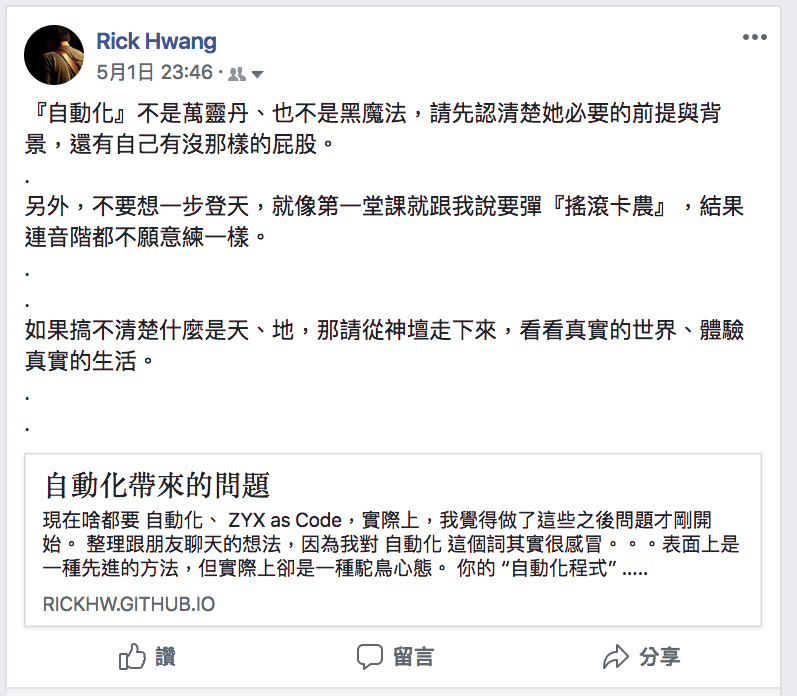 Rick Hwang
5月1日 23:46 ·
『自動化』不是萬靈丹、也不是黑魔法，請先認清楚她必要的前提與背
景，還有自己有沒那樣的屁股。
.
另外，不要想一步登天，就像第一堂課就跟我說要彈『搖滾卡農』，結果
連音階都不願意練一樣。
.
.
如果搞不清楚什麼是天、地，那請從神壇走下來，看看真實的世界、體驗
真實的生活。
.
.
自動化帶來的問題
現在啥都要 自動化、 ZYX as Code，實際上，我覺得做了這些之後問題才剛開
始。 整理跟朋友聊天的想法，因為我對 自動化 這個詞其實很感冒。。。表面上是
一種先進的方法，但實際上卻是一種駝鳥心態。 你的 “自動化程式” .....
RICKHW.GITHUB.IO
讚 留言 分享